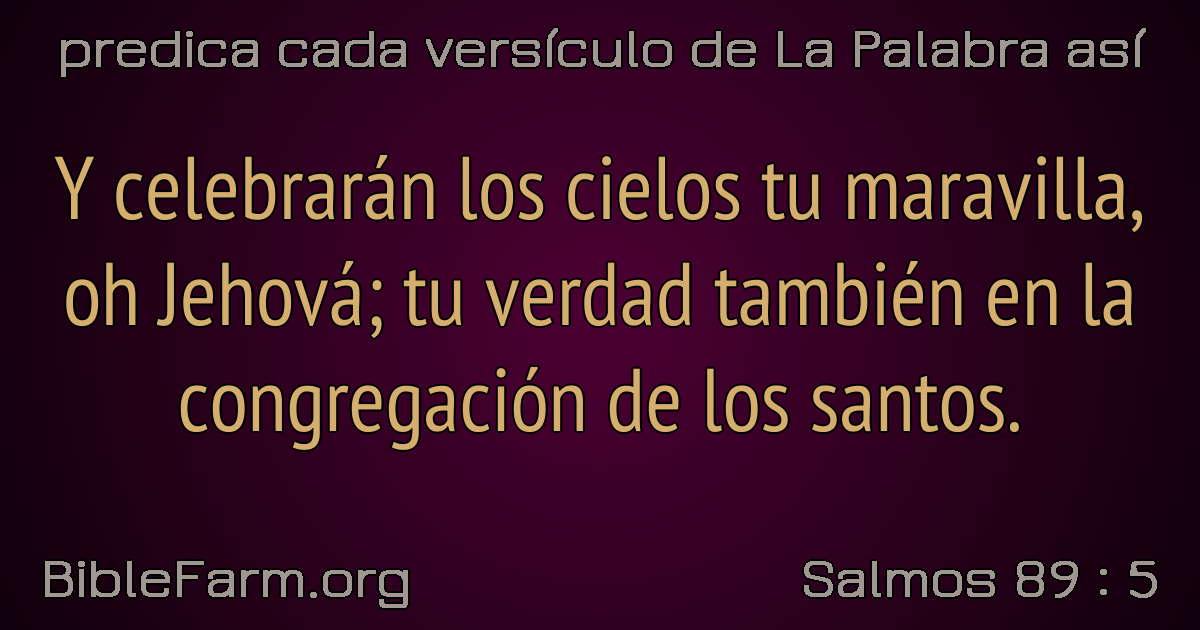 predica cada versículo de La Palabra así
Y celebrarán los cielos tu maravilla,
oh Jehová; tu verdad también en la
congregación de los santos.
BibleFarm.org
Salmos 89 : 5